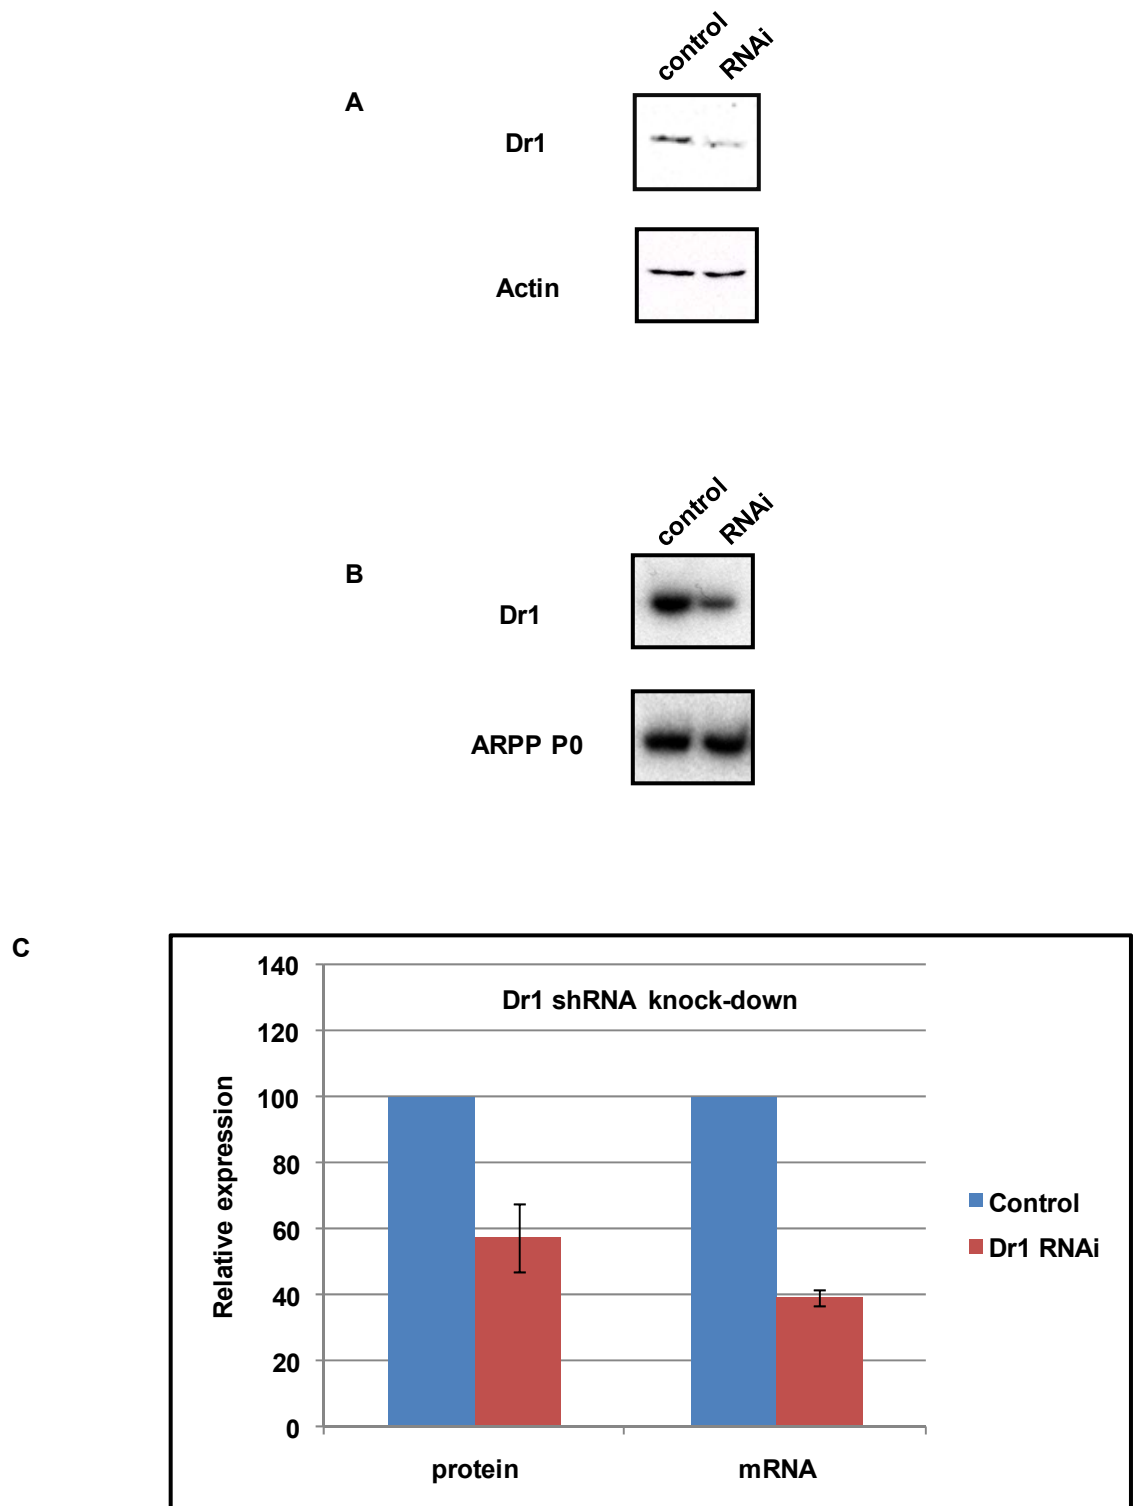 control RNAi
A
Dr1
Actin
control RNAi
B
Dr1
ARPP P0
C
Dr1 shRNA knock-down
Relative expression
140
120
100
80
60
40
20
0
protein mRNA
Control
Dr1 RNAi